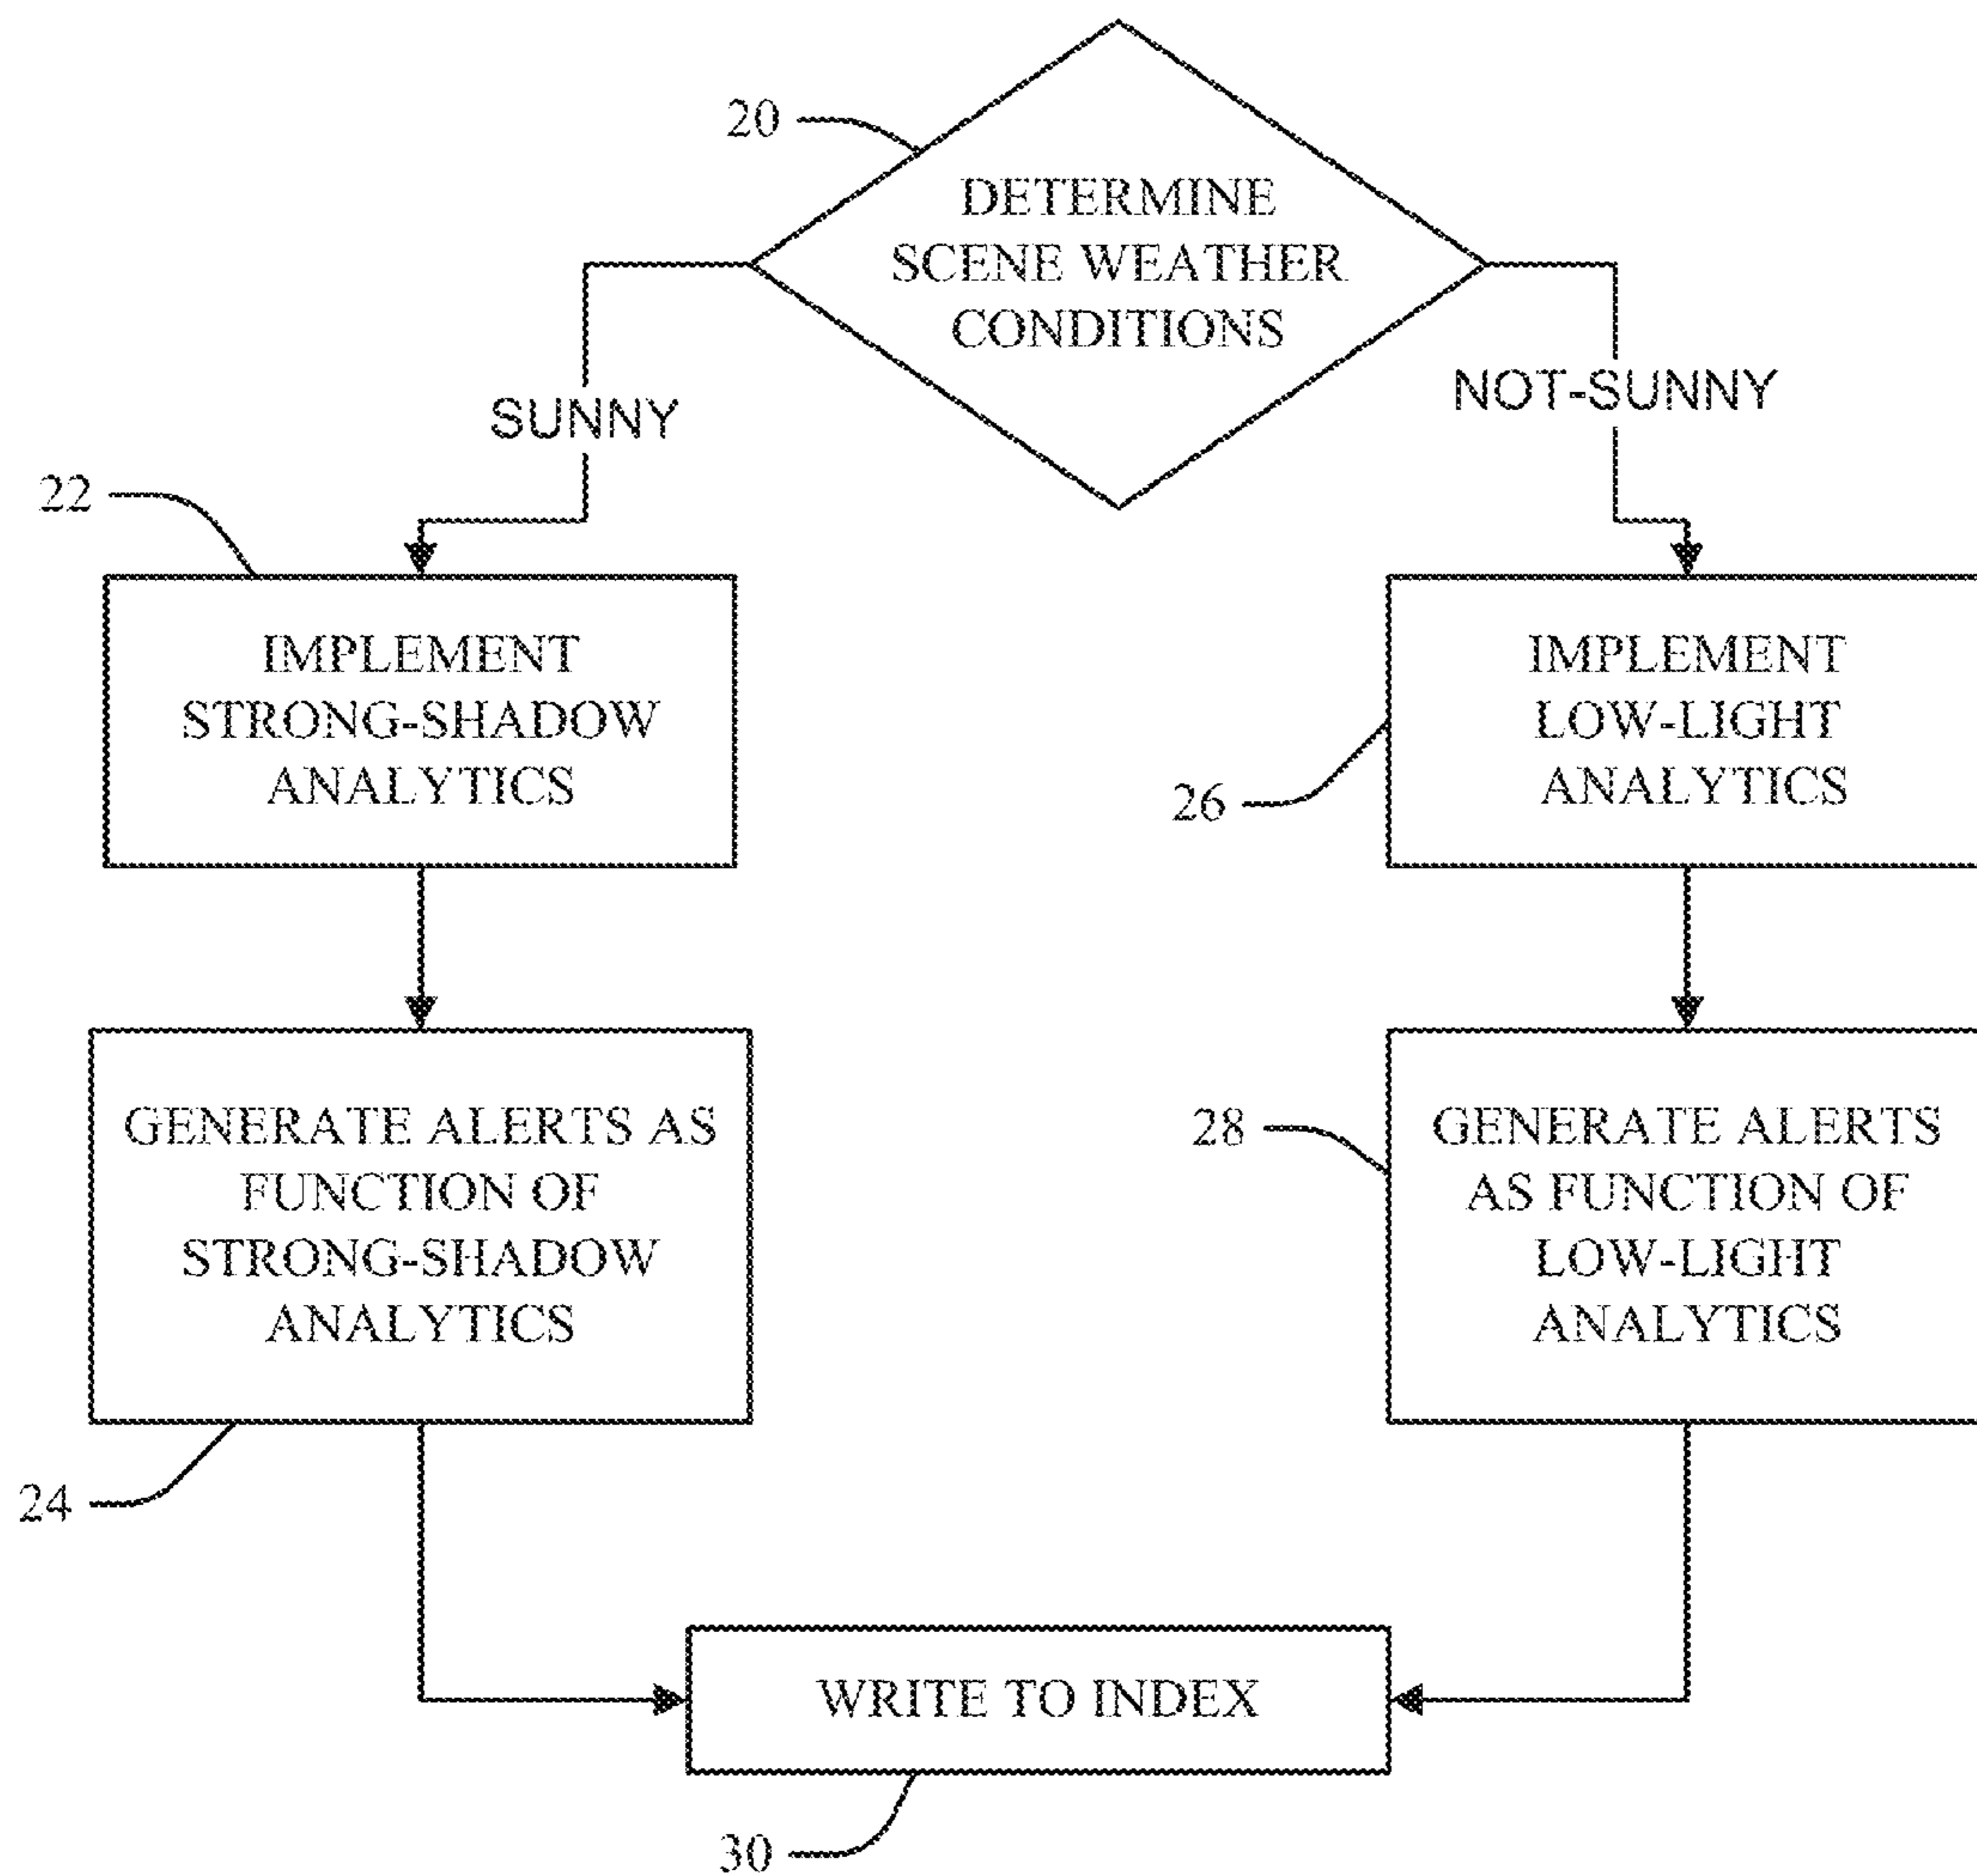 20
DETERMINE
SCENE WEATHER
CONDITIONS
SUNNY
NOT-SUNNY
22
IMPLEMENT
STRONG-SHADOW
ANALYTICS
26
IMPLEMENT
LOW-LIGHT
ANALYTICS
GENERATE ALERTS AS
FUNCTION OF
STRONG-SHADOW
ANALYTICS
24
28
GENERATE ALERTS
AS FUNCTION OF
LOW-LIGHT
ANALYTICS
WRITE TO INDEX
30